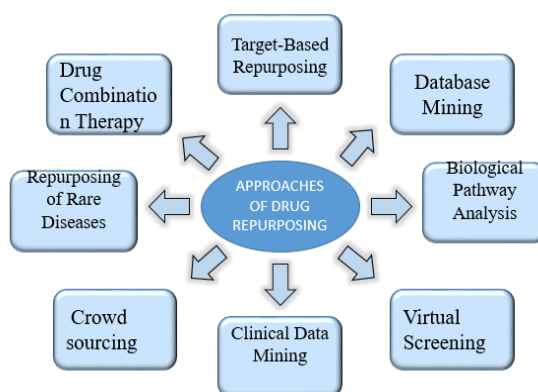 Target-Based
Repurposing
Drug
Combinatio
n Therapy
Database
Mining
Repurposing
of Rare
Diseases
APPROACHES
OF DRUG
REPURPOSING
Biological
Pathway
Analysis
Crowd
sourcing
Clinical Data
Mining
Virtual
Screening